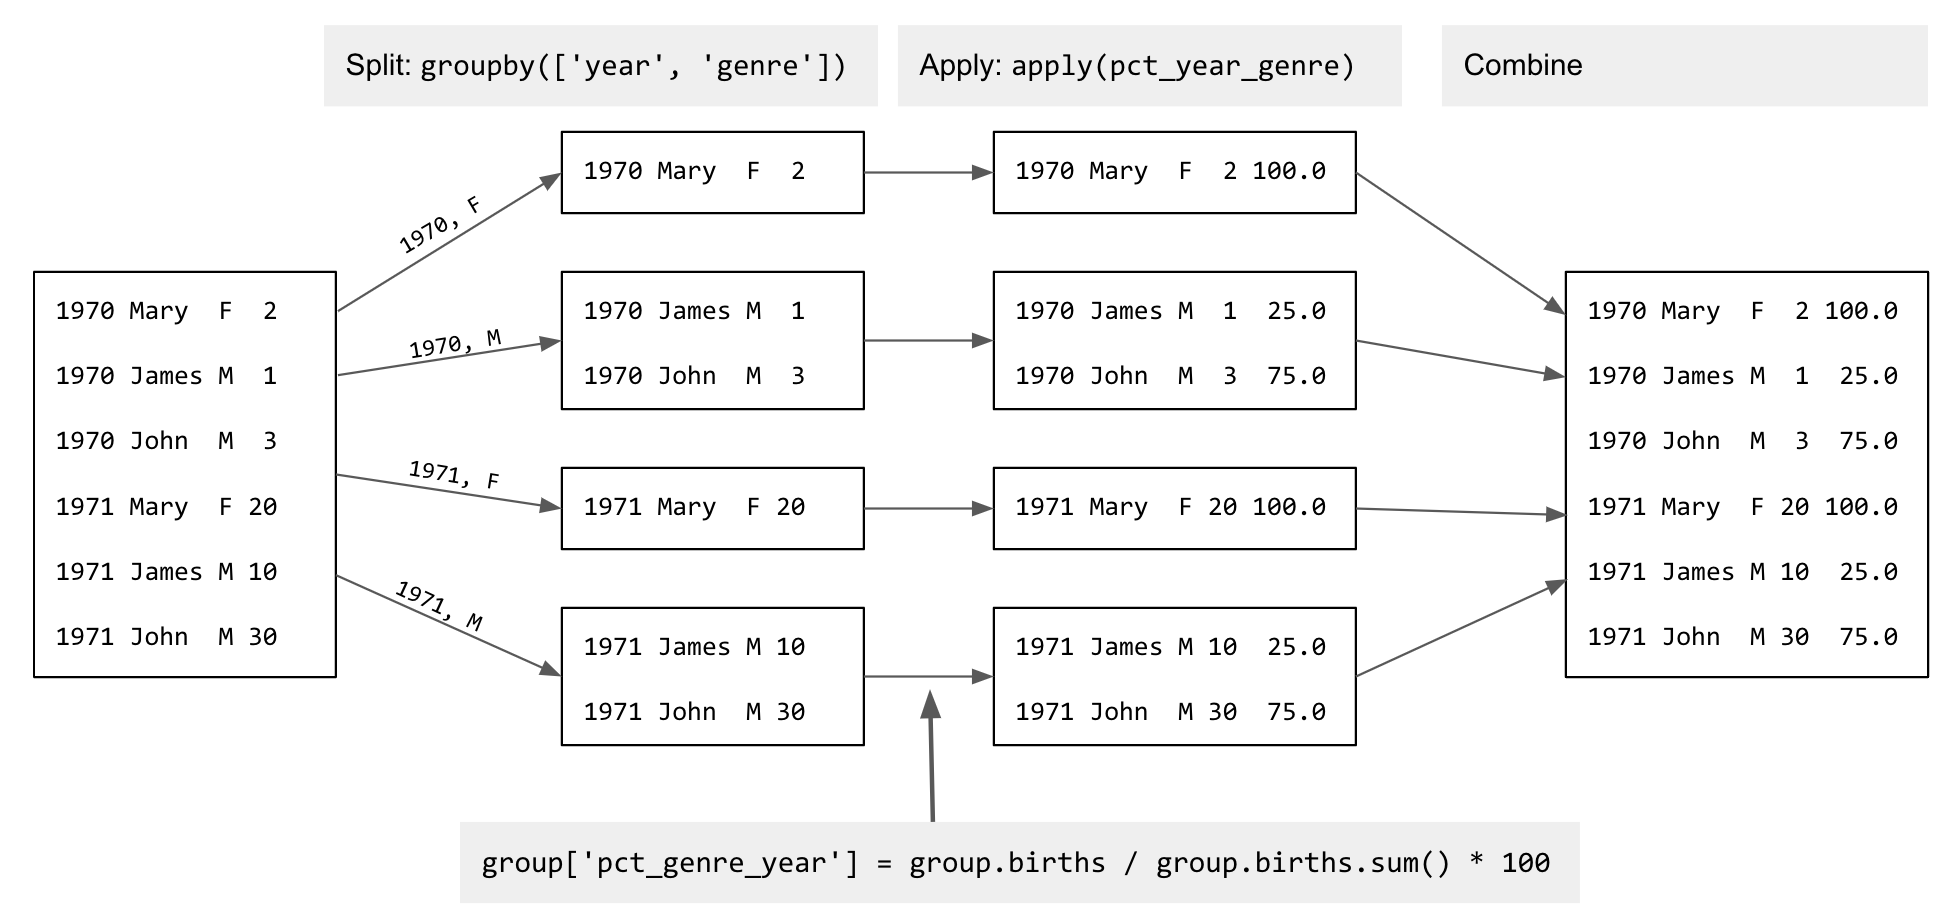 Split: groupby(['year', 'genre'])
Apply: apply(pct_year_genre)
Combine
1970 Mary  F  2
1970 James M  1
1970 John  M  3
1971 Mary  F 20
1971 James M 10
1971 John  M 30
1970, F
1970, M
1971, F
1971, M
1970 Mary  F  2
1970 James M  1
1970 John  M  3
1971 Mary  F 20
1971 James M 10
1971 John  M 30
1970 Mary  F  2 100.0
1970 James M  1  25.0
1970 John  M  3  75.0
1971 Mary  F 20 100.0
1971 James M 10  25.0
1971 John  M 30  75.0
1970 Mary  F  2 100.0
1970 James M  1  25.0
1970 John  M  3  75.0
1971 Mary  F 20 100.0
1971 James M 10  25.0
1971 John  M 30  75.0
group['pct_genre_year'] = group.births / group.births.sum() * 100